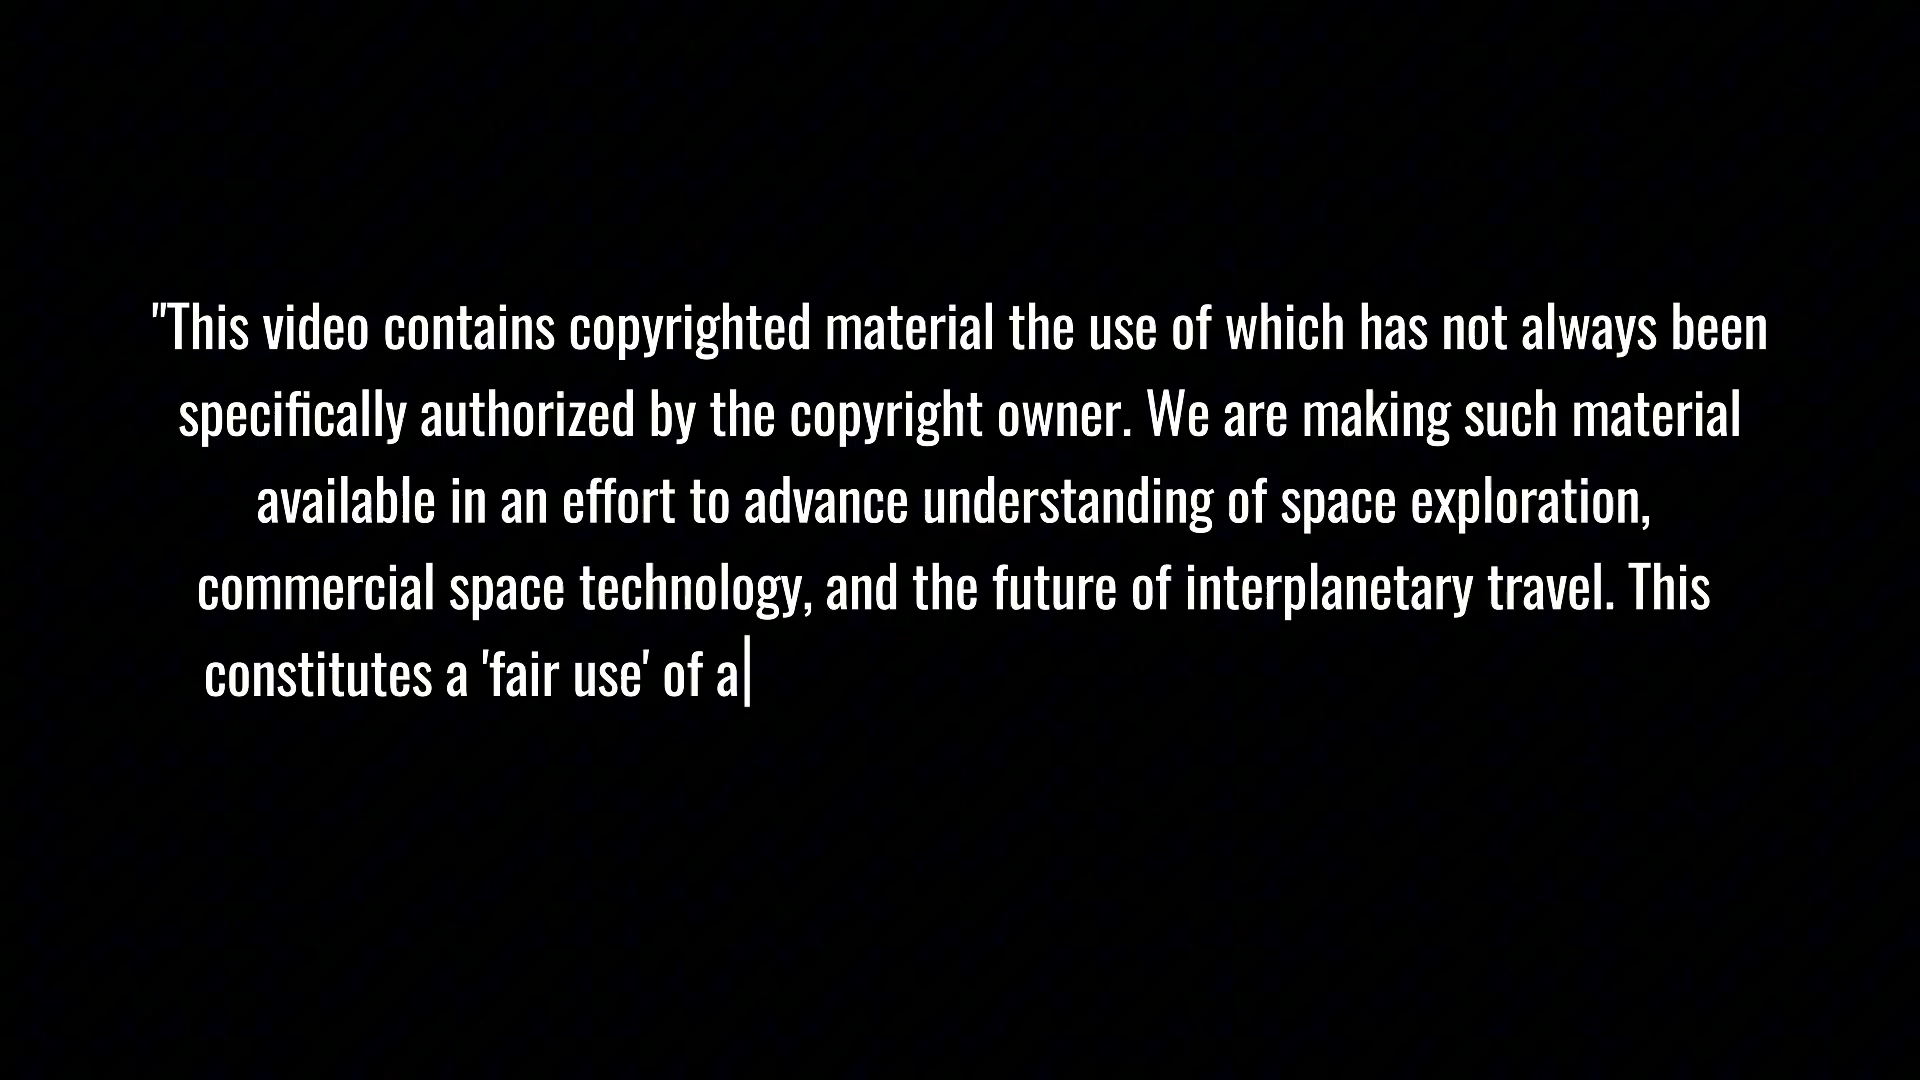 "This video contains copyrighted material the use of which has not always been
specifically authorized by the copyright owner. We are making such material
available in an effort to advance understanding of space exploration,
commercial space technology, and the future of interplanetary travel. This
constitutes a 'fair use' of a